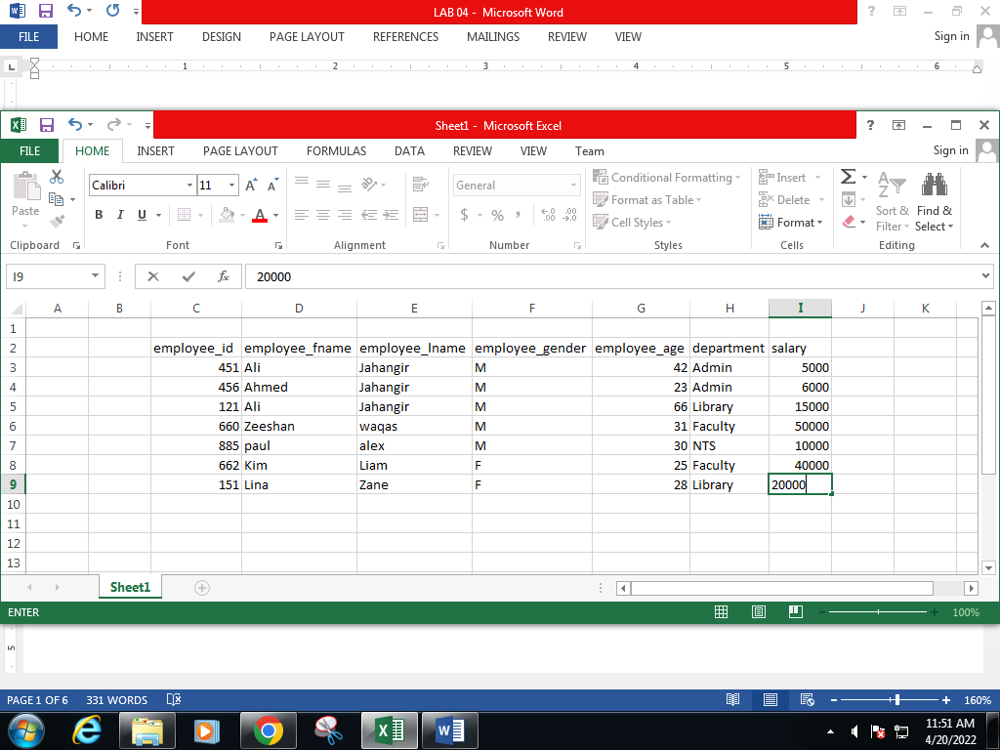 LAB 04 - Microsoft Word
FILE HOME INSERT DESIGN PAGE LAYOUT REFERENCES MAILINGS REVIEW VIEW Sign in
L 1 2 3 4 5 6
Sheet1 - Microsoft Excel
FILE HOME INSERT PAGE LAYOUT FORMULAS DATA REVIEW VIEW Team Sign in
Calibri 11 General Conditional Formatting Insert
Paste Format as Table Delete Sort & Find &
B I U A $ % , Cell Styles Format Filter Select
Clipboard Font Alignment Number Styles Cells Editing
I9 fx 20000
A B C D E F G H I J K
1
2 employee_id employee_fname employee_lname employee_gender employee_age department salary
3 451 Ali Jahangir M 42 Admin 5000
4 456 Ahmed Jahangir M 23 Admin 6000
5 121 Ali Jahangir M 66 Library 15000
6 660 Zeeshan waqas M 31 Faculty 50000
7 885 paul alex M 30 NTS 10000
8 662 Kim Liam F 25 Faculty 40000
9 151 Lina Zane F 28 Library 20000
10
11
12
13
Sheet1
ENTER 100%
5
PAGE 1 OF 6 331 WORDS 160%
11:51 AM
4/20/2022